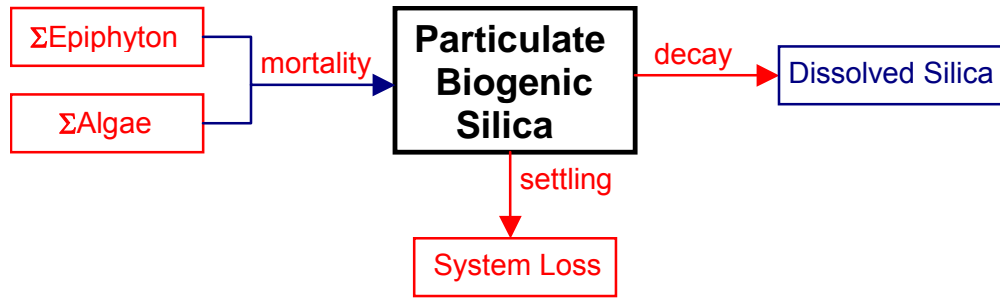 ΣEpiphyton
mortality
ΣAlgae
Particulate
Biogenic
Silica
decay
Dissolved Silica
settling
System Loss